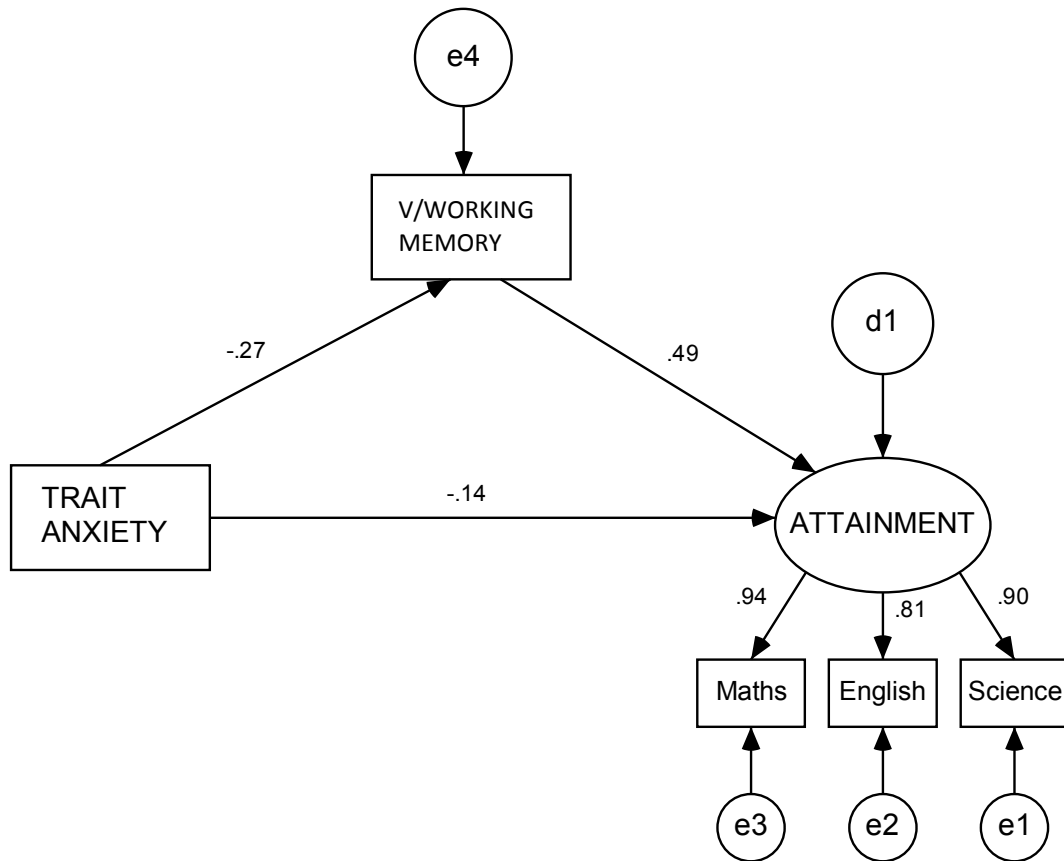 e4
V/WORKING
MEMORY
d1
-.27
.49
TRAIT
ANXIETY
-.14
ATTAINMENT
.94
.81
.90
Maths
English
Science
e3
e2
e1